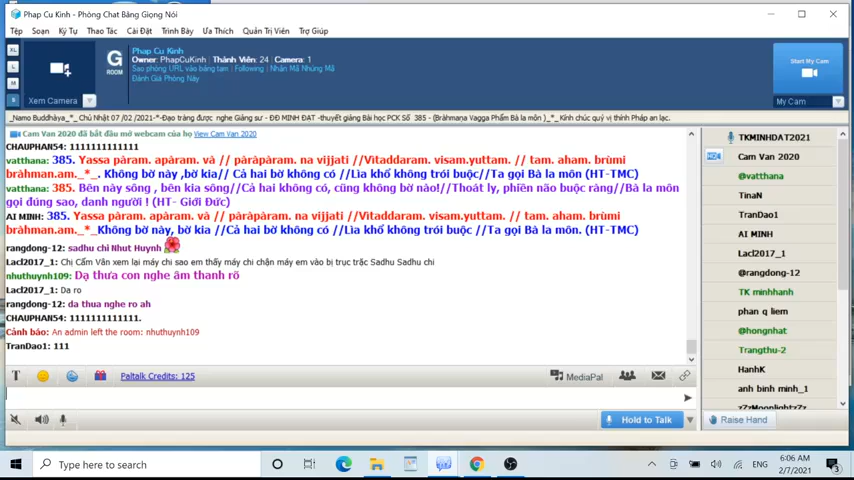 Phap Cu Kinh - Phòng Chat Bằng Giọng Nói
Tệp Soạn Ký Tự Thao Tác Cài Đặt Trình Bày Ưa Thích Quản Trị Viên Trợ Giúp
XL
L
M
S
Xem Camera
G
ROOM
Phap Cu Kinh
Owner: PhapCuKinh Thành Viên: 24 Camera: 1
Sao phòng URL vào bảng tạm | Following | Nhận Mã Nhúng Mã
Đánh Giá Phòng Này
Start My Cam
My Cam
_Namo Buddhàya_*_ Chủ Nhật 07 /02 /2021-*-Đạo tràng được nghe Giảng sư - ĐĐ MINH ĐẠT -thuyết giảng Bài học PCK Số 385 - (Bràhmaṇa Vagga Phẩm Bà la môn )_*_Kính chúc quý vị thính Pháp an lạc.
Cam Van 2020 đã bắt đầu mở webcam của họ View Cam Van 2020
CHAUPHAN54: 1111111111111
vatthana: 385. Yassa pàram. apàram. và // pàràpàram. na vijjati //Vìtaddaram. visam.yuttam. // tam. aham. brùmi
bràhman.am._*_. Không bờ này ,bờ kia// Cả hai bờ không có //Lìa khổ không trói buộc//Ta gọi Bà la môn (HT-TMC)
vatthana: 385. Bên này sông , bên kia sông//Cả hai không có, cũng không bờ nào!//Thoát ly, phiền não buộc ràng//Bà la môn
gọi đúng sao, danh người ! (HT- Giới Đức)
AI MINH: 385. Yassa pàram. apàram. và // pàràpàram. na vijjati //Vìtaddaram. visam.yuttam. // tam. aham. brùmi
bràhman.am._*_Không bờ này, bờ kia //Cả hai bờ không có //Lìa khổ không trói buộc //Ta gọi Bà la môn. (HT-TMC)
rangdong-12: sadhu chi Nhut Huynh
Lacl2017_1: Chị Cẩm Vân xem lại máy chi sao em thấy máy chi chận máy em vào bị trục trặc Sadhu Sadhu chi
nhuthuynh109: Dạ thưa con nghe âm thanh rõ
Lacl2017_1: Da ro
rangdong-12: da thua nghe ro ah
CHAUPHAN54: 1111111111111.
Cảnh báo: An admin left the room: nhuthuynh109
TranDao1: 111
TKMINHDAT2021
Cam Van 2020
@vatthana
TinaN
TranDao1
AI MINH
Lacl2017_1
@rangdong-12
TK minhhanh
phan q liem
@hongnhat
Trangthu-2
HanhK
anh binh minh_1
zZzMoonlightzZz
T Paltalk Credits: 125 MediaPal
Hold to Talk Raise Hand
Type here to search
ENG
6:06 AM
2/7/2021
3